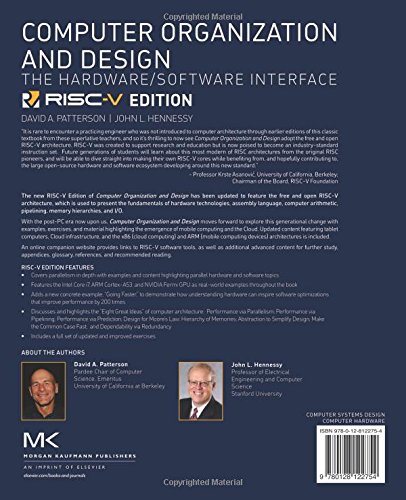 Copyrighted Material
COMPUTER ORGANIZATION
AND DESIGN
THE HARDWARE/SOFTWARE INTERFACE
RISC-V EDITION
DAVID A. PATTERSON | JOHN L. HENNESSY
"It is rare to encounter a practicing engineer who was not introduced to computer architecture through earlier editions of this classic
textbook from these superlative teachers, and so it's thrilling to now see Computer Organization and Design adopt the free and open
RISC-V architecture. RISC-V was created to support research and education but is now poised to become an industry-standard
instruction set. Future generations of students will learn about this most modern of RISC architectures from the original RISC
pioneers, and will be able to dive straight into making their own RISC-V cores while benefiting from, and hopefully contributing to,
the large open-source hardware and software ecosystem developing around this new standard."
- Professor Krste Asanović, University of California, Berkeley;
Chairman of the Board, RISC-V Foundation
The new RISC-V Edition of Computer Organization and Design has been updated to feature the free and open RISC-V
architecture, which is used to present the fundamentals of hardware technologies, assembly language, computer arithmetic,
pipelining, memory hierarchies, and I/O.
With the post-PC era now upon us, Computer Organization and Design moves forward to explore this generational change with
examples, exercises, and material highlighting the emergence of mobile computing and the Cloud. Updated content featuring tablet
computers, Cloud infrastructure, and the x86 (cloud computing) and ARM (mobile computing devices) architectures is included.
An online companion website provides links to RISC-V software tools, as well as additional advanced content for further study,
appendices, glossary, references, and recommended reading.
RISC-V EDITION FEATURES
• Covers parallelism in depth with examples and content highlighting parallel hardware and software topics
• Features the Intel Core i7, ARM Cortex-A53, and NVIDIA Fermi GPU as real-world examples throughout the book
• Adds a new concrete example, "Going Faster," to demonstrate how understanding hardware can inspire software optimizations
that improve performance by 200 times
• Discusses and highlights the "Eight Great Ideas" of computer architecture: Performance via Parallelism; Performance via
Pipelining; Performance via Prediction; Design for Moore's Law; Hierarchy of Memories; Abstraction to Simplify Design; Make
the Common Case Fast; and Dependability via Redundancy
• Includes a full set of updated and improved exercises
ABOUT THE AUTHORS
David A. Patterson
Pardee Chair of Computer
Science, Emeritus
University of California at Berkeley
John L. Hennessy
Professor of Electrical
Engineering and Computer
Science
Stanford University
COMPUTER SYSTEMS DESIGN
COMPUTER HARDWARE
ISBN 978-0-12-812275-4
9 780128 122754
MK
MORGAN KAUFMANN PUBLISHERS
AN IMPRINT OF ELSEVIER
elsevier.com/books-and-journals
Copyrighted Material